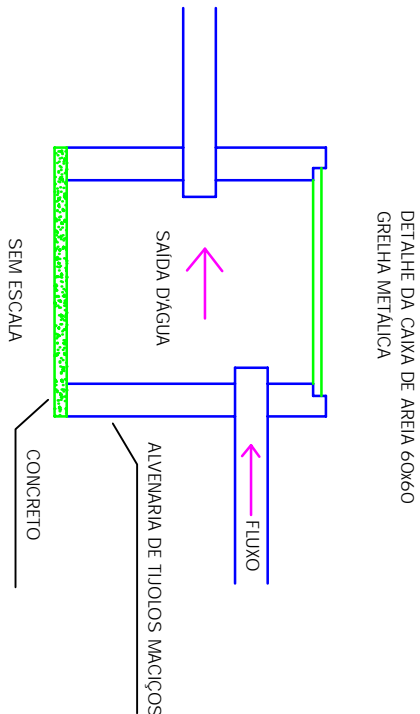 DETALHE DA CAIXA DE AREIA 60x60
GRELHA METÁLICA
FLUXO
SAÍDA D'ÁGUA
ALVENARIA DE TIJOLOS MACIÇOS
CONCRETO
SEM ESCALA